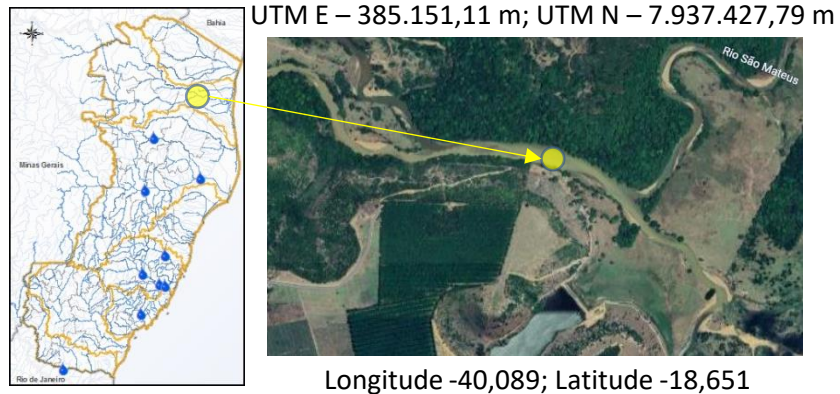 UTM E – 385.151,11 m; UTM N – 7.937.427,79 m
Bahia
Minas Gerais
Rio de Janeiro
Rio São Mateus
Longitude -40,089; Latitude -18,651